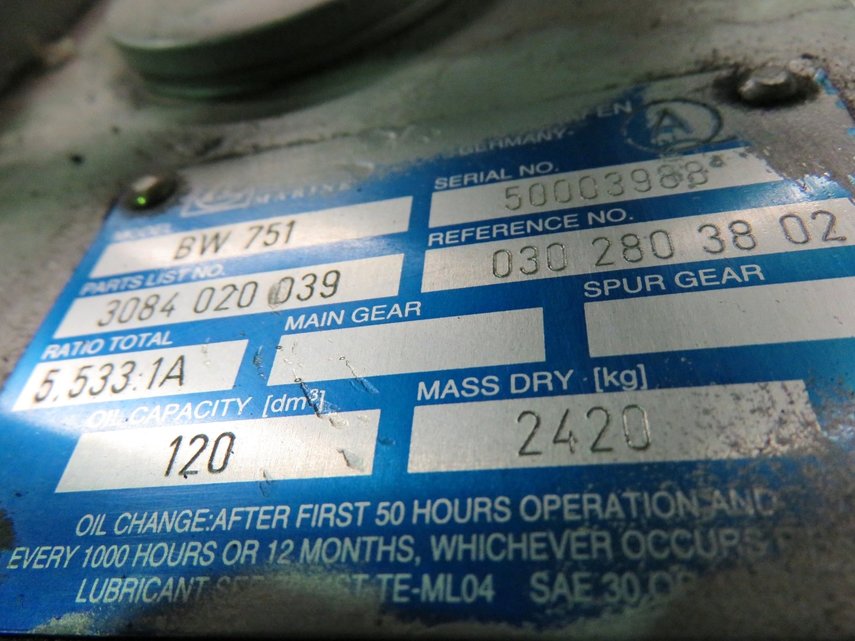 GERMANY
A
MARINE
MODEL
SERIAL NO.
BW 751
50003988
PARTS LIST NO.
REFERENCE NO.
3084 020 039
030 280 38 02
RATIO TOTAL
MAIN GEAR
SPUR GEAR
5,533:1A
OIL CAPACITY [dm³]
MASS DRY [kg]
120
2420
OIL CHANGE:AFTER FIRST 50 HOURS OPERATION AND
EVERY 1000 HOURS OR 12 MONTHS, WHICHEVER OCCURS
LUBRICANT TE-ML04 SAE 30